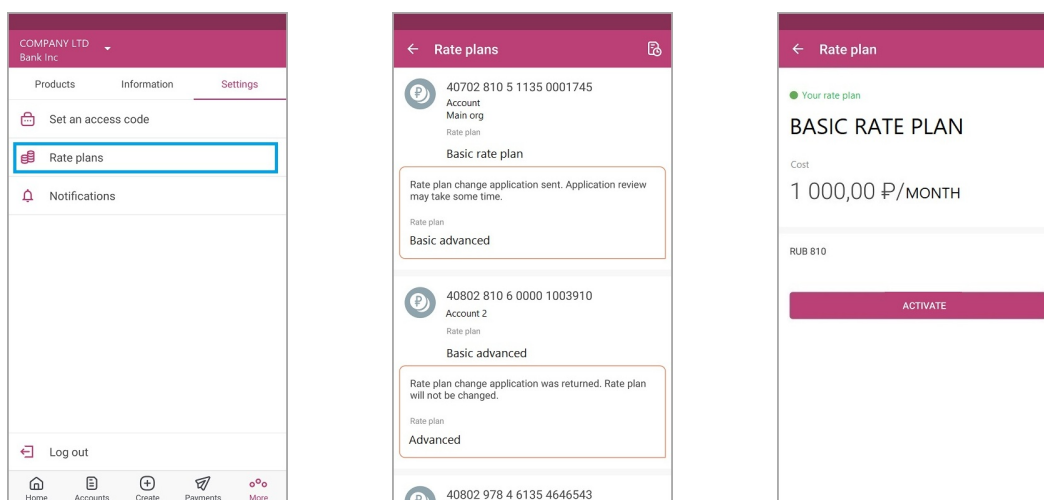 COMPANY LTD
Bank Inc
Products Information Settings
Set an access code
Rate plans
Notifications
Log out
Home Accounts Create Payments More
Rate plans
40702 810 5 1135 0001745
Account
Main org
Rate plan
Basic rate plan
Rate plan change application sent. Application review
may take some time.
Rate plan
Basic advanced
40802 810 6 0000 1003910
Account 2
Rate plan
Basic advanced
Rate plan change application was returned. Rate plan
will not be changed.
Rate plan
Advanced
40802 978 4 6135 4646543
Rate plan
Your rate plan
BASIC RATE PLAN
Cost
1 000,00 ₽/MONTH
RUB 810
ACTIVATE